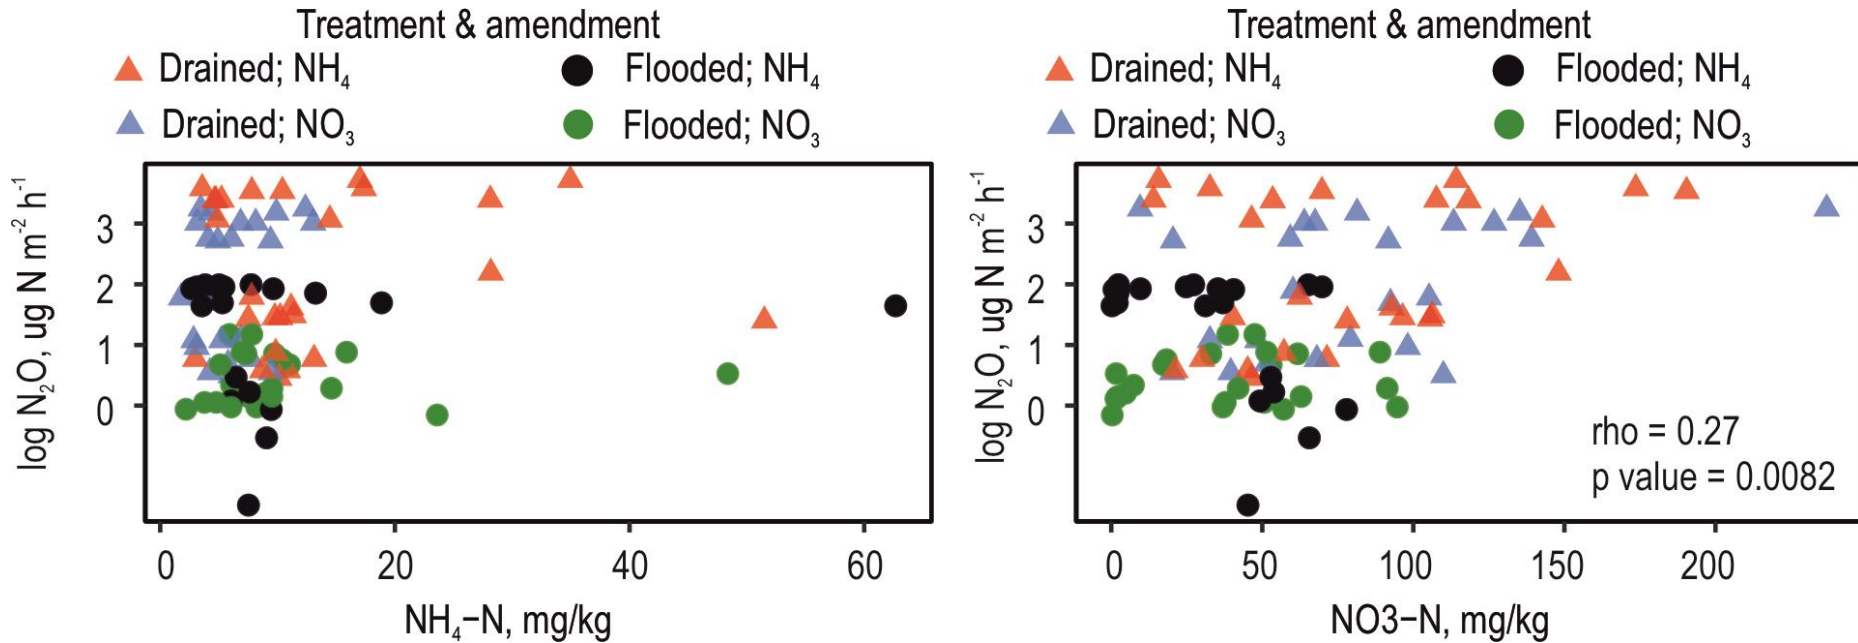 Treatment & amendment
Drained; NH₄ Flooded; NH₄
Drained; NO₃ Flooded; NO₃
log N₂O, ug N m⁻² h⁻¹
3
2
1
0
0 20 40 60
NH₄−N, mg/kg
Treatment & amendment
Drained; NH₄ Flooded; NH₄
Drained; NO₃ Flooded; NO₃
log N₂O, ug N m⁻² h⁻¹
3
2
1
0
rho = 0.27
p value = 0.0082
0 50 100 150 200
NO3−N, mg/kg